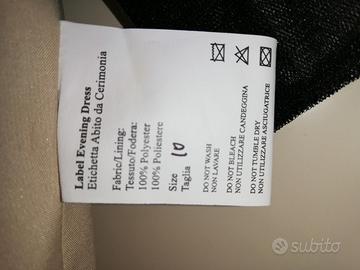 Label Evening Dress
Etichetta Abito da Cerimonia
Fabric/Lining:
Tessuto/Fodera:
100% Polyester
100% Poliestere
Size 10
Taglia
DO NOT WASH
NON LAVARE
DO NOT BLEACH
NON UTILIZZARE CANDEGGINA
DO NOT TUMBLE DRY
NON UTILIZZARE ASCIUGATRICE
subito